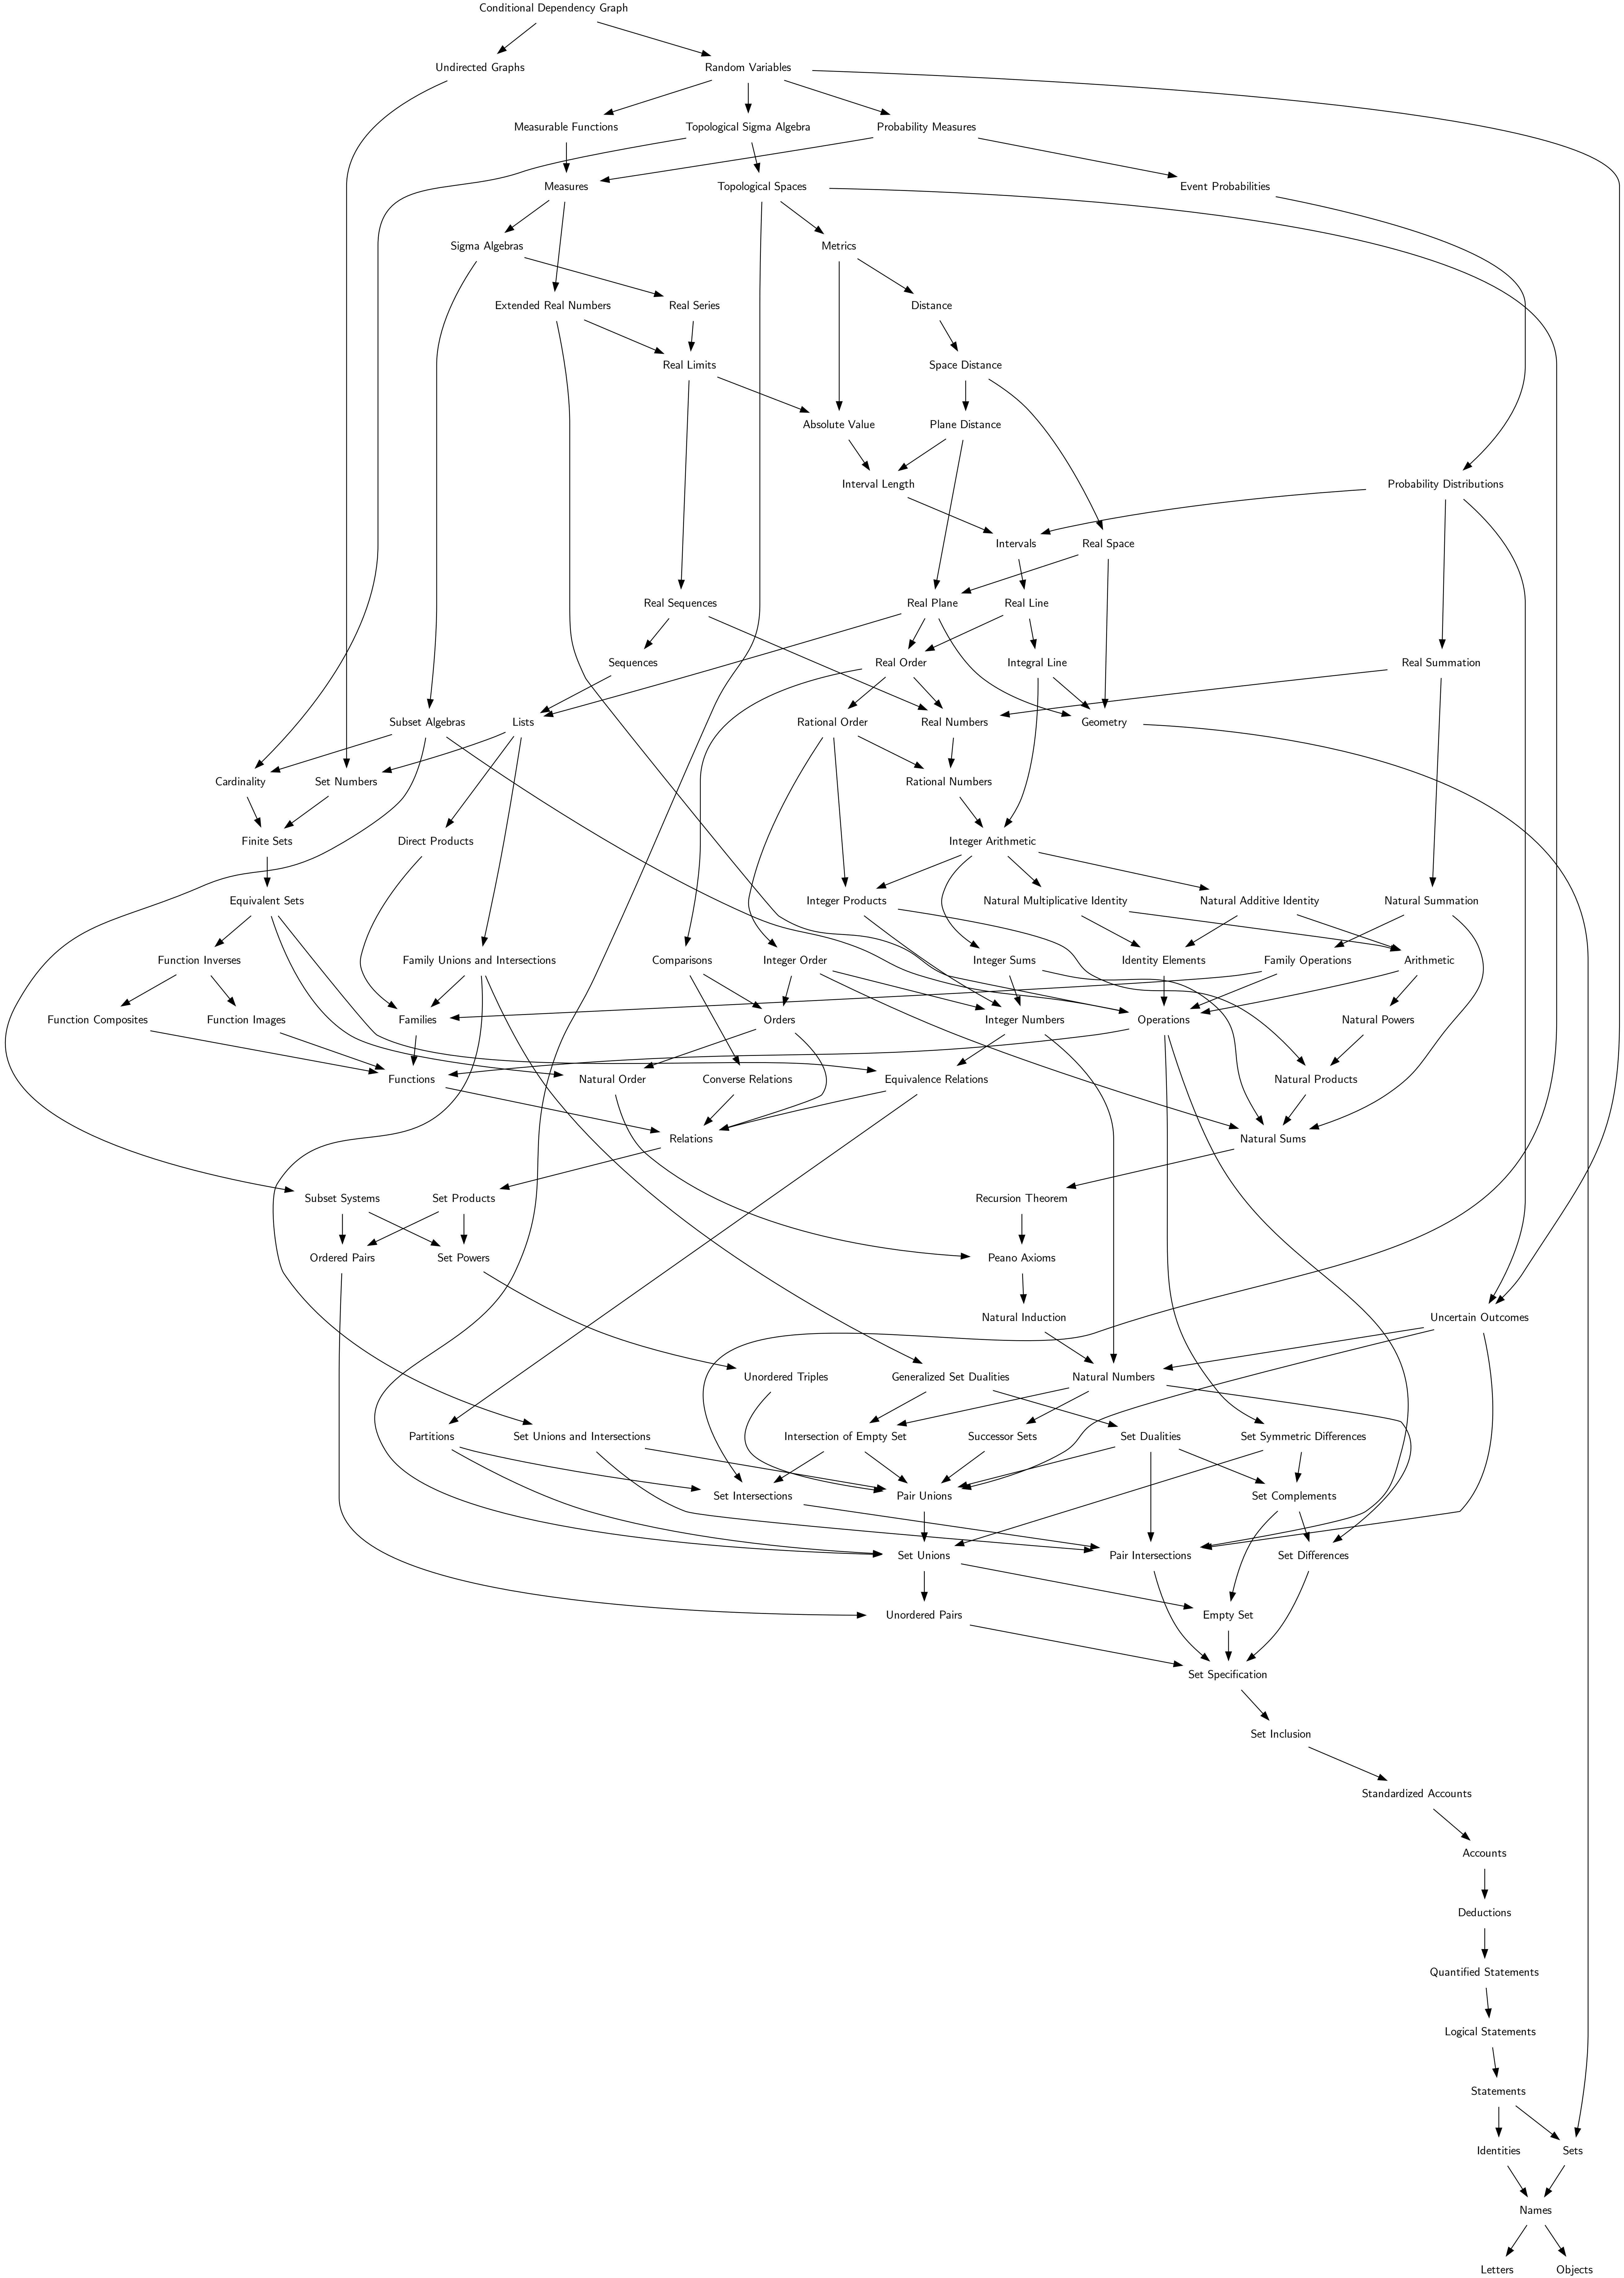 Conditional Dependency Graph
Undirected Graphs
Random Variables
Measurable Functions
Topological Sigma Algebra
Probability Measures
Measures
Topological Spaces
Event Probabilities
Sigma Algebras
Metrics
Extended Real Numbers
Real Series
Distance
Real Limits
Space Distance
Absolute Value
Plane Distance
Interval Length
Probability Distributions
Intervals
Real Space
Real Sequences
Real Plane
Real Line
Sequences
Real Order
Integral Line
Real Summation
Subset Algebras
Lists
Rational Order
Real Numbers
Geometry
Cardinality
Set Numbers
Rational Numbers
Finite Sets
Direct Products
Integer Arithmetic
Equivalent Sets
Integer Products
Natural Multiplicative Identity
Natural Additive Identity
Natural Summation
Function Inverses
Family Unions and Intersections
Comparisons
Integer Order
Integer Sums
Identity Elements
Family Operations
Arithmetic
Function Composites
Function Images
Families
Orders
Integer Numbers
Operations
Natural Powers
Functions
Natural Order
Converse Relations
Equivalence Relations
Natural Products
Relations
Natural Sums
Subset Systems
Set Products
Recursion Theorem
Ordered Pairs
Set Powers
Peano Axioms
Natural Induction
Uncertain Outcomes
Unordered Triples
Generalized Set Dualities
Natural Numbers
Partitions
Set Unions and Intersections
Intersection of Empty Set
Successor Sets
Set Dualities
Set Symmetric Differences
Set Intersections
Pair Unions
Set Complements
Set Unions
Pair Intersections
Set Differences
Unordered Pairs
Empty Set
Set Specification
Set Inclusion
Standardized Accounts
Accounts
Deductions
Quantified Statements
Logical Statements
Statements
Identities
Sets
Names
Letters
Objects